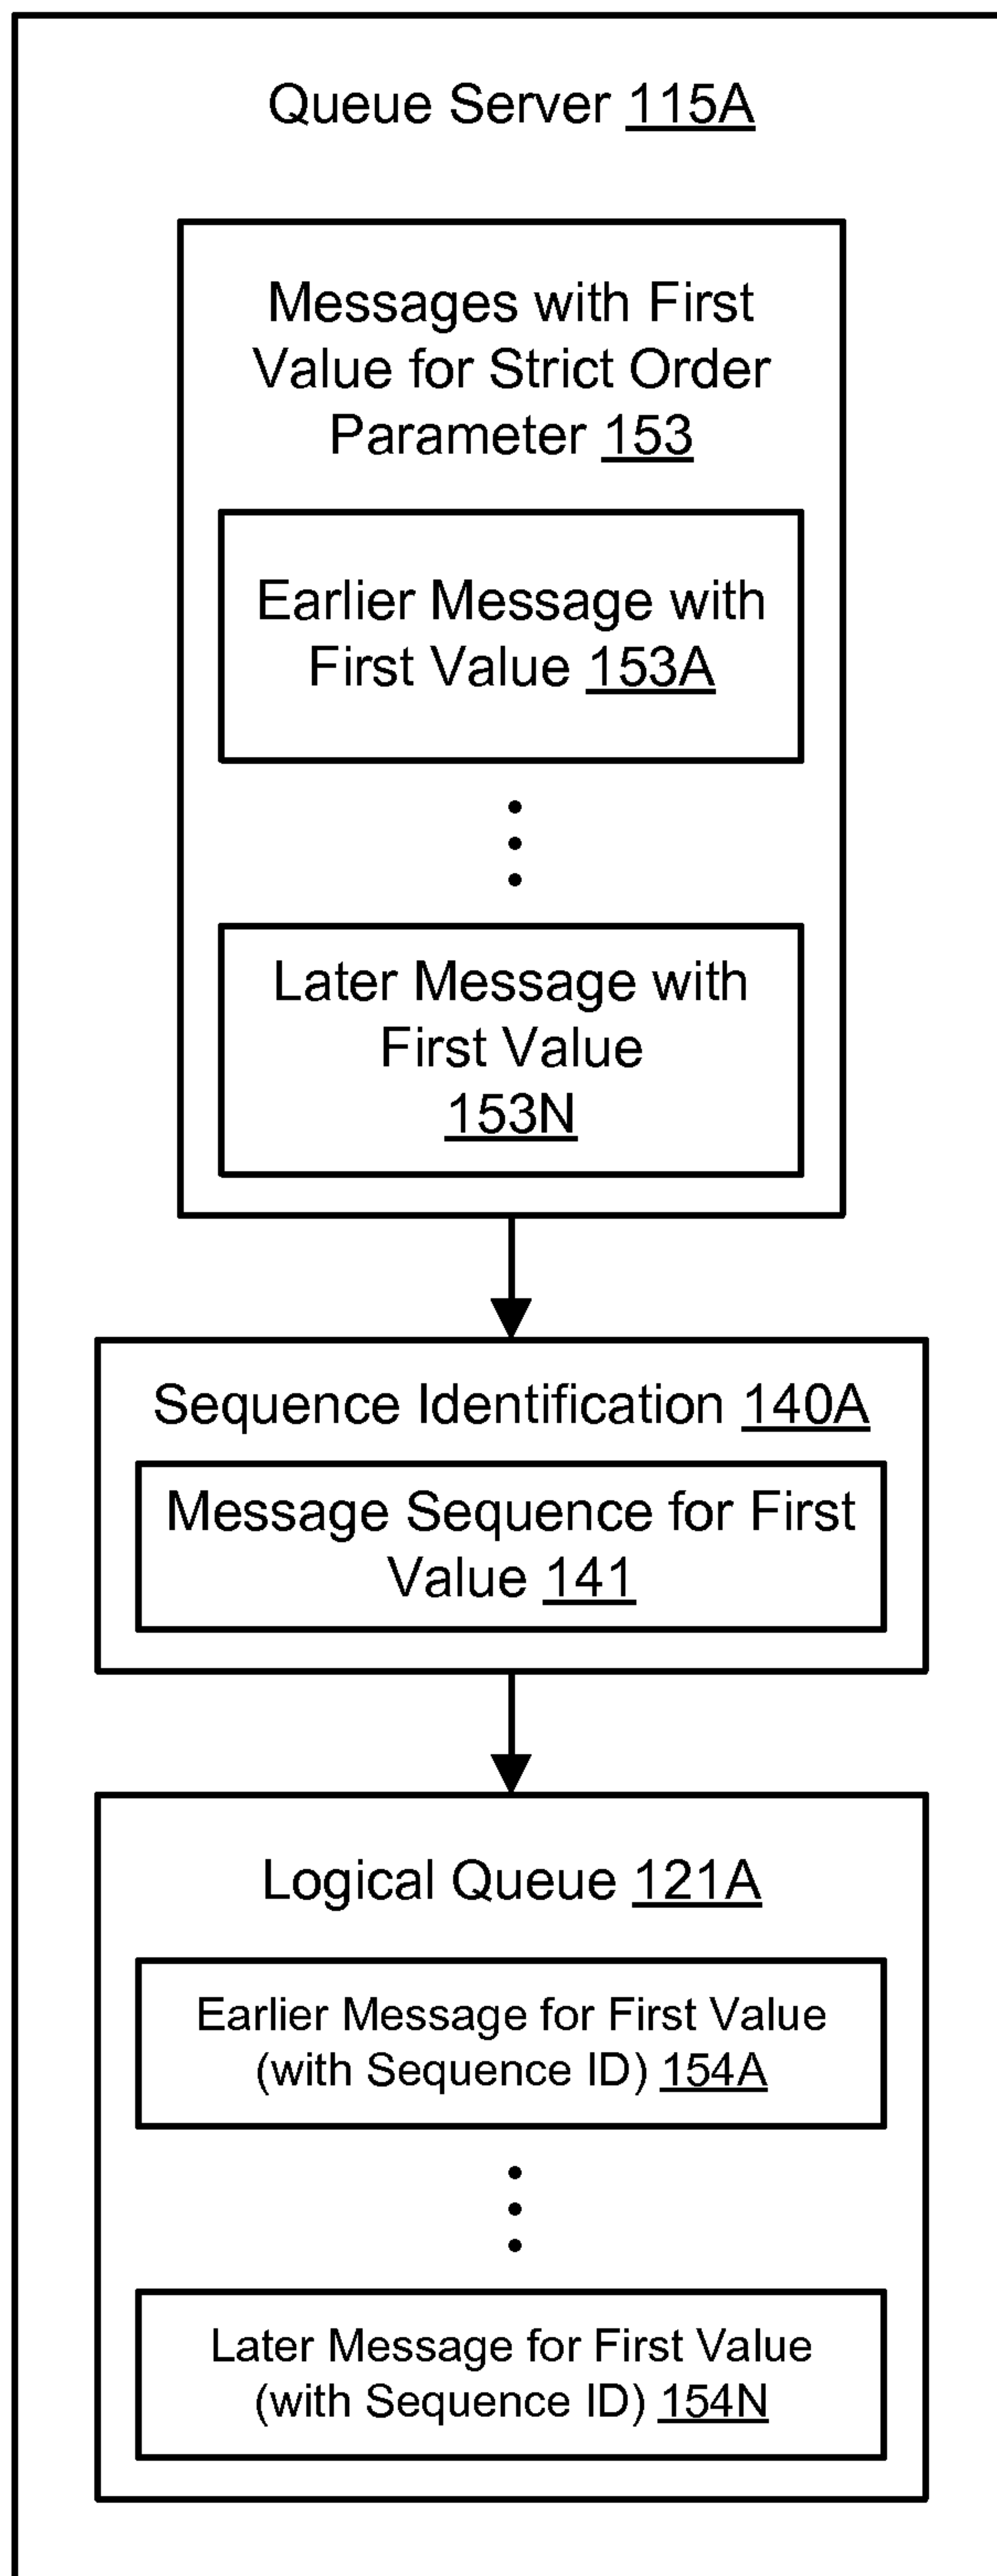 Queue Server 115A
Messages with First
Value for Strict Order
Parameter 153
Earlier Message with
First Value 153A
Later Message with
First Value
153N
Sequence Identification 140A
Message Sequence for First
Value 141
Logical Queue 121A
Earlier Message for First Value
(with Sequence ID) 154A
Later Message for First Value
(with Sequence ID) 154N